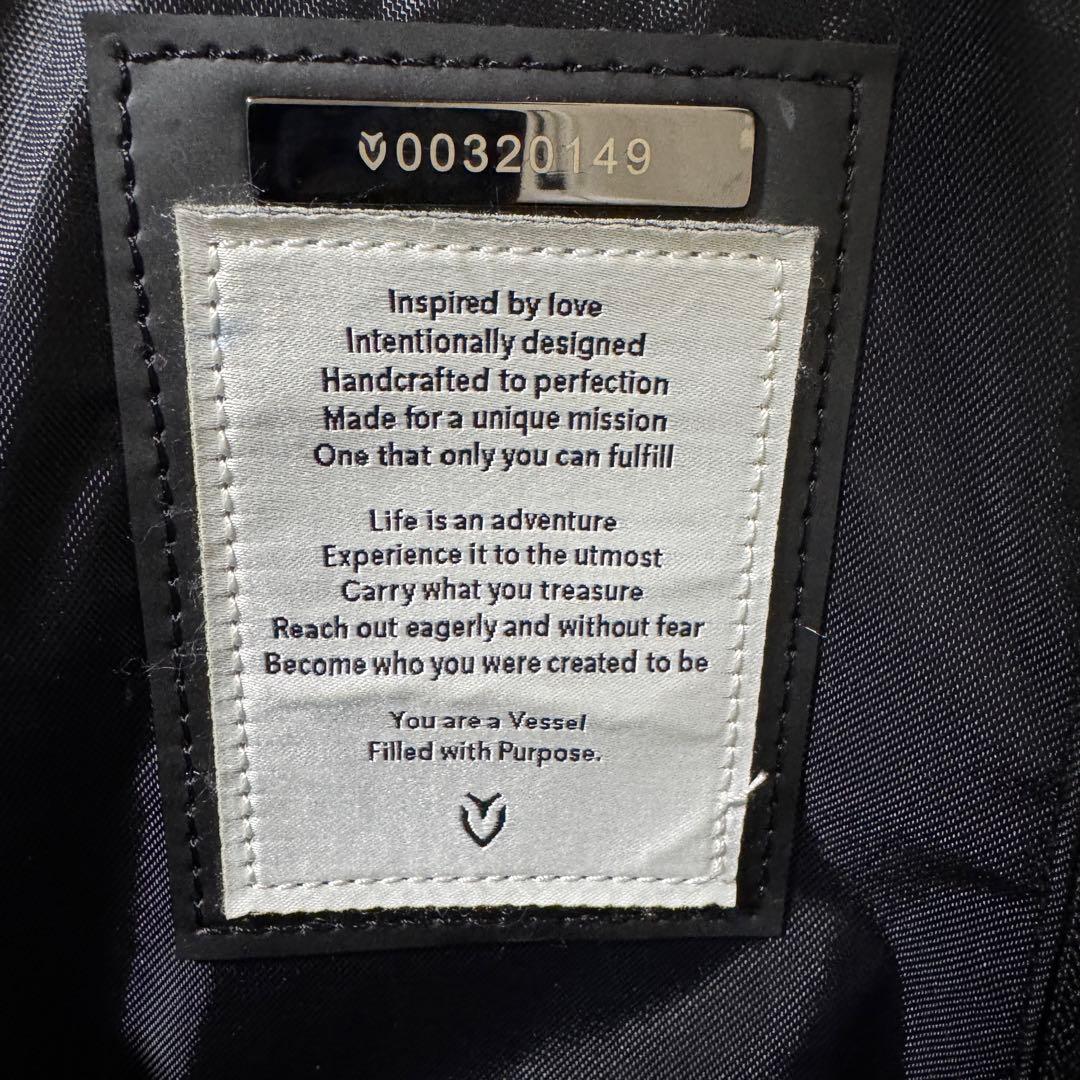 00320149
Inspired by love
Intentionally designed
Handcrafted to perfection
Made for a unique mission
One that only you can fulfill
Life is an adventure
Experience it to the utmost
Carry what you treasure
Reach out eagerly and without fear
Become who you were created to be
You are a Vessel
Filled with Purpose.